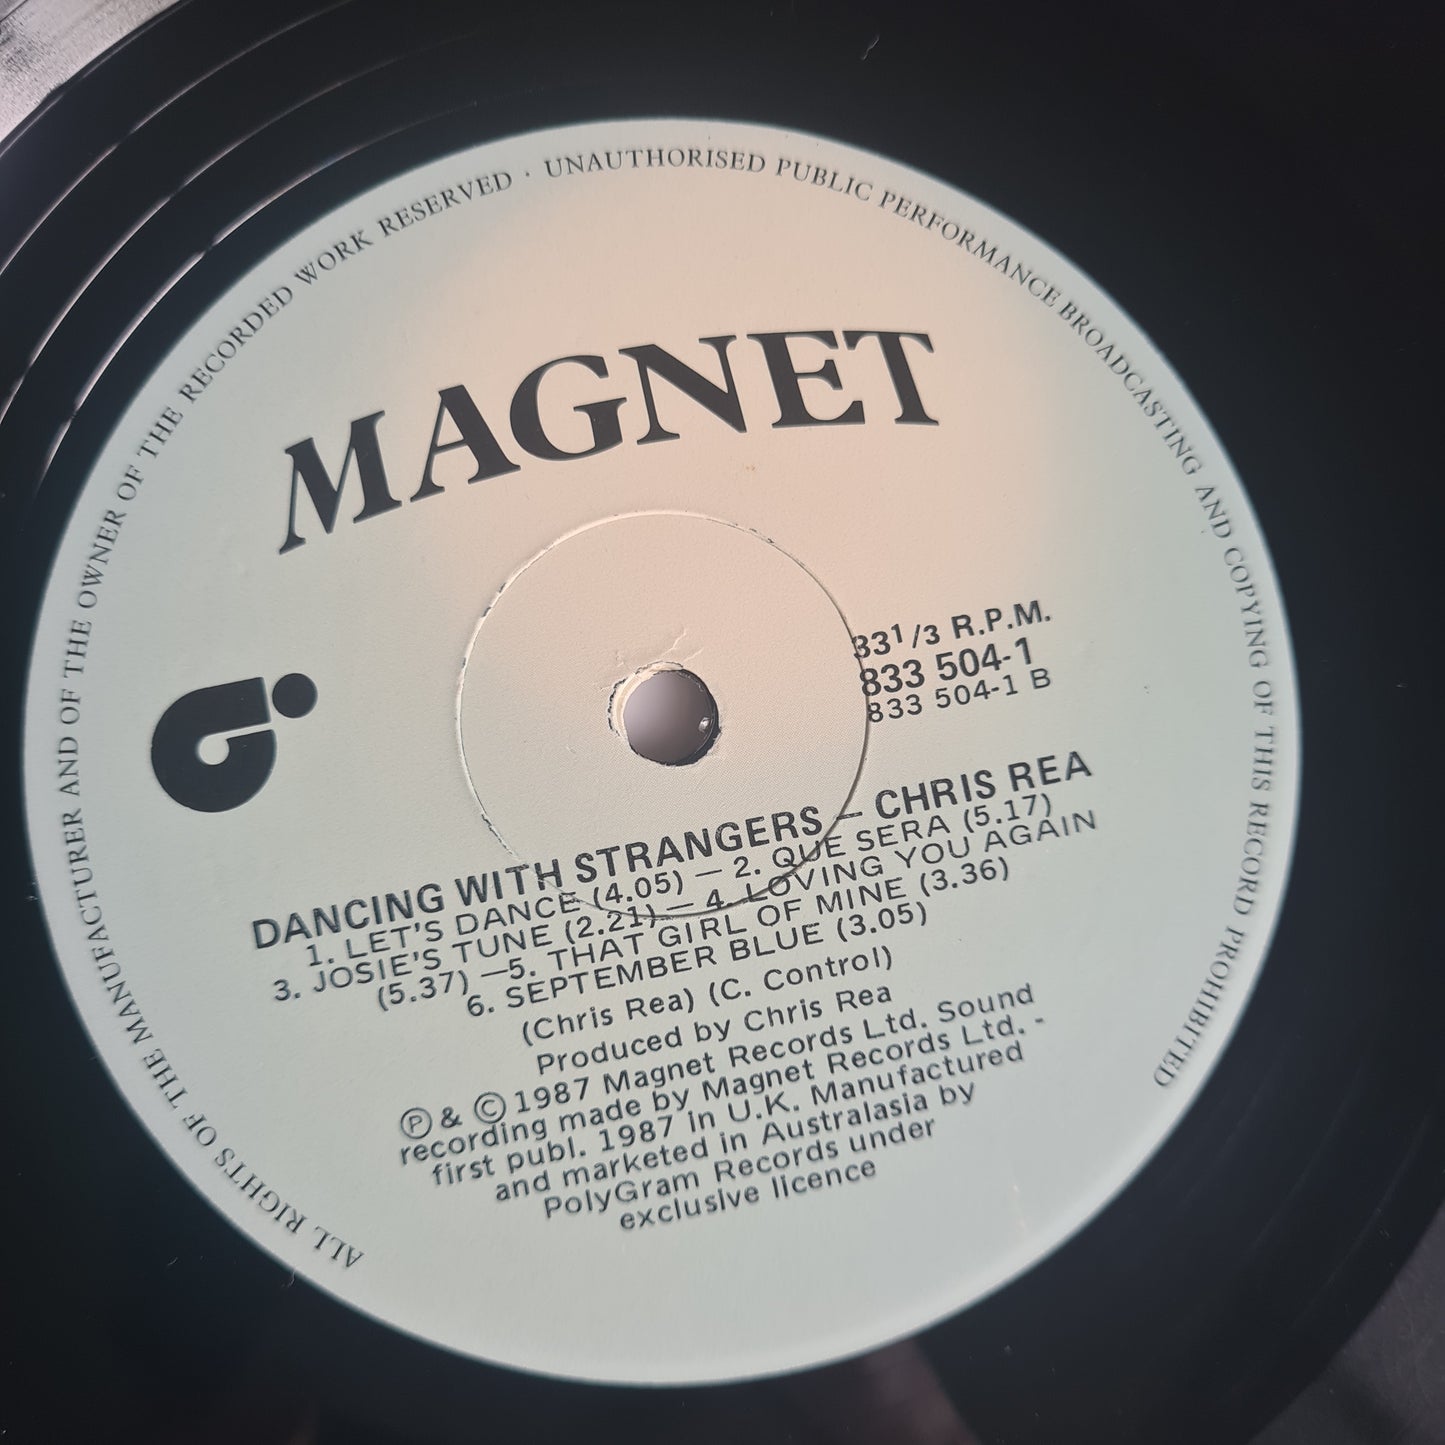 ALL RIGHTS OF THE MANUFACTURER AND OF THE OWNER OF THE RECORDED WORK RESERVED · UNAUTHORISED PUBLIC PERFORMANCE BROADCASTING AND COPYING OF THIS RECORD PROHIBITED
MAGNET
33 1/3 R.P.M.
833 504-1
833 504-1 B
DANCING WITH STRANGERS – CHRIS REA
1. LET'S DANCE (4.05) – 2. QUE SERA (5.17)
3. JOSIE'S TUNE (2.21) – 4. LOVING YOU AGAIN
(5.37) –5. THAT GIRL OF MINE (3.36)
6. SEPTEMBER BLUE (3.05)
(Chris Rea) (C. Control)
Produced by Chris Rea
Ⓟ & © 1987 Magnet Records Ltd. Sound
recording made by Magnet Records Ltd. -
first publ. 1987 in U.K. Manufactured
and marketed in Australasia by
PolyGram Records under
exclusive licence